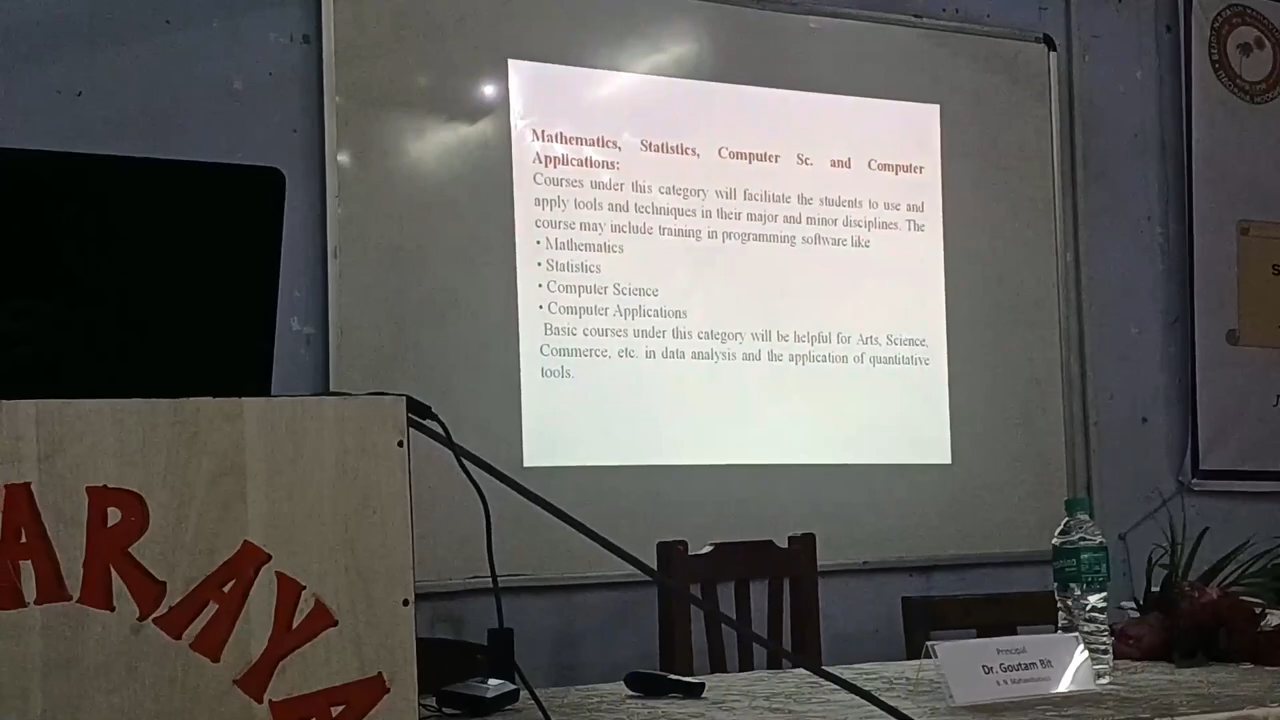 Mathematics, Statistics, Computer Sc. and Computer
Applications:
Courses under this category will facilitate the students to use and
apply tools and techniques in their major and minor disciplines. The
course may include training in programming software like
• Mathematics
• Statistics
• Computer Science
• Computer Applications
Basic courses under this category will be helpful for Arts, Science,
Commerce, etc. in data analysis and the application of quantitative
tools.
ARAYA
Principal
Dr. Goutam Bit